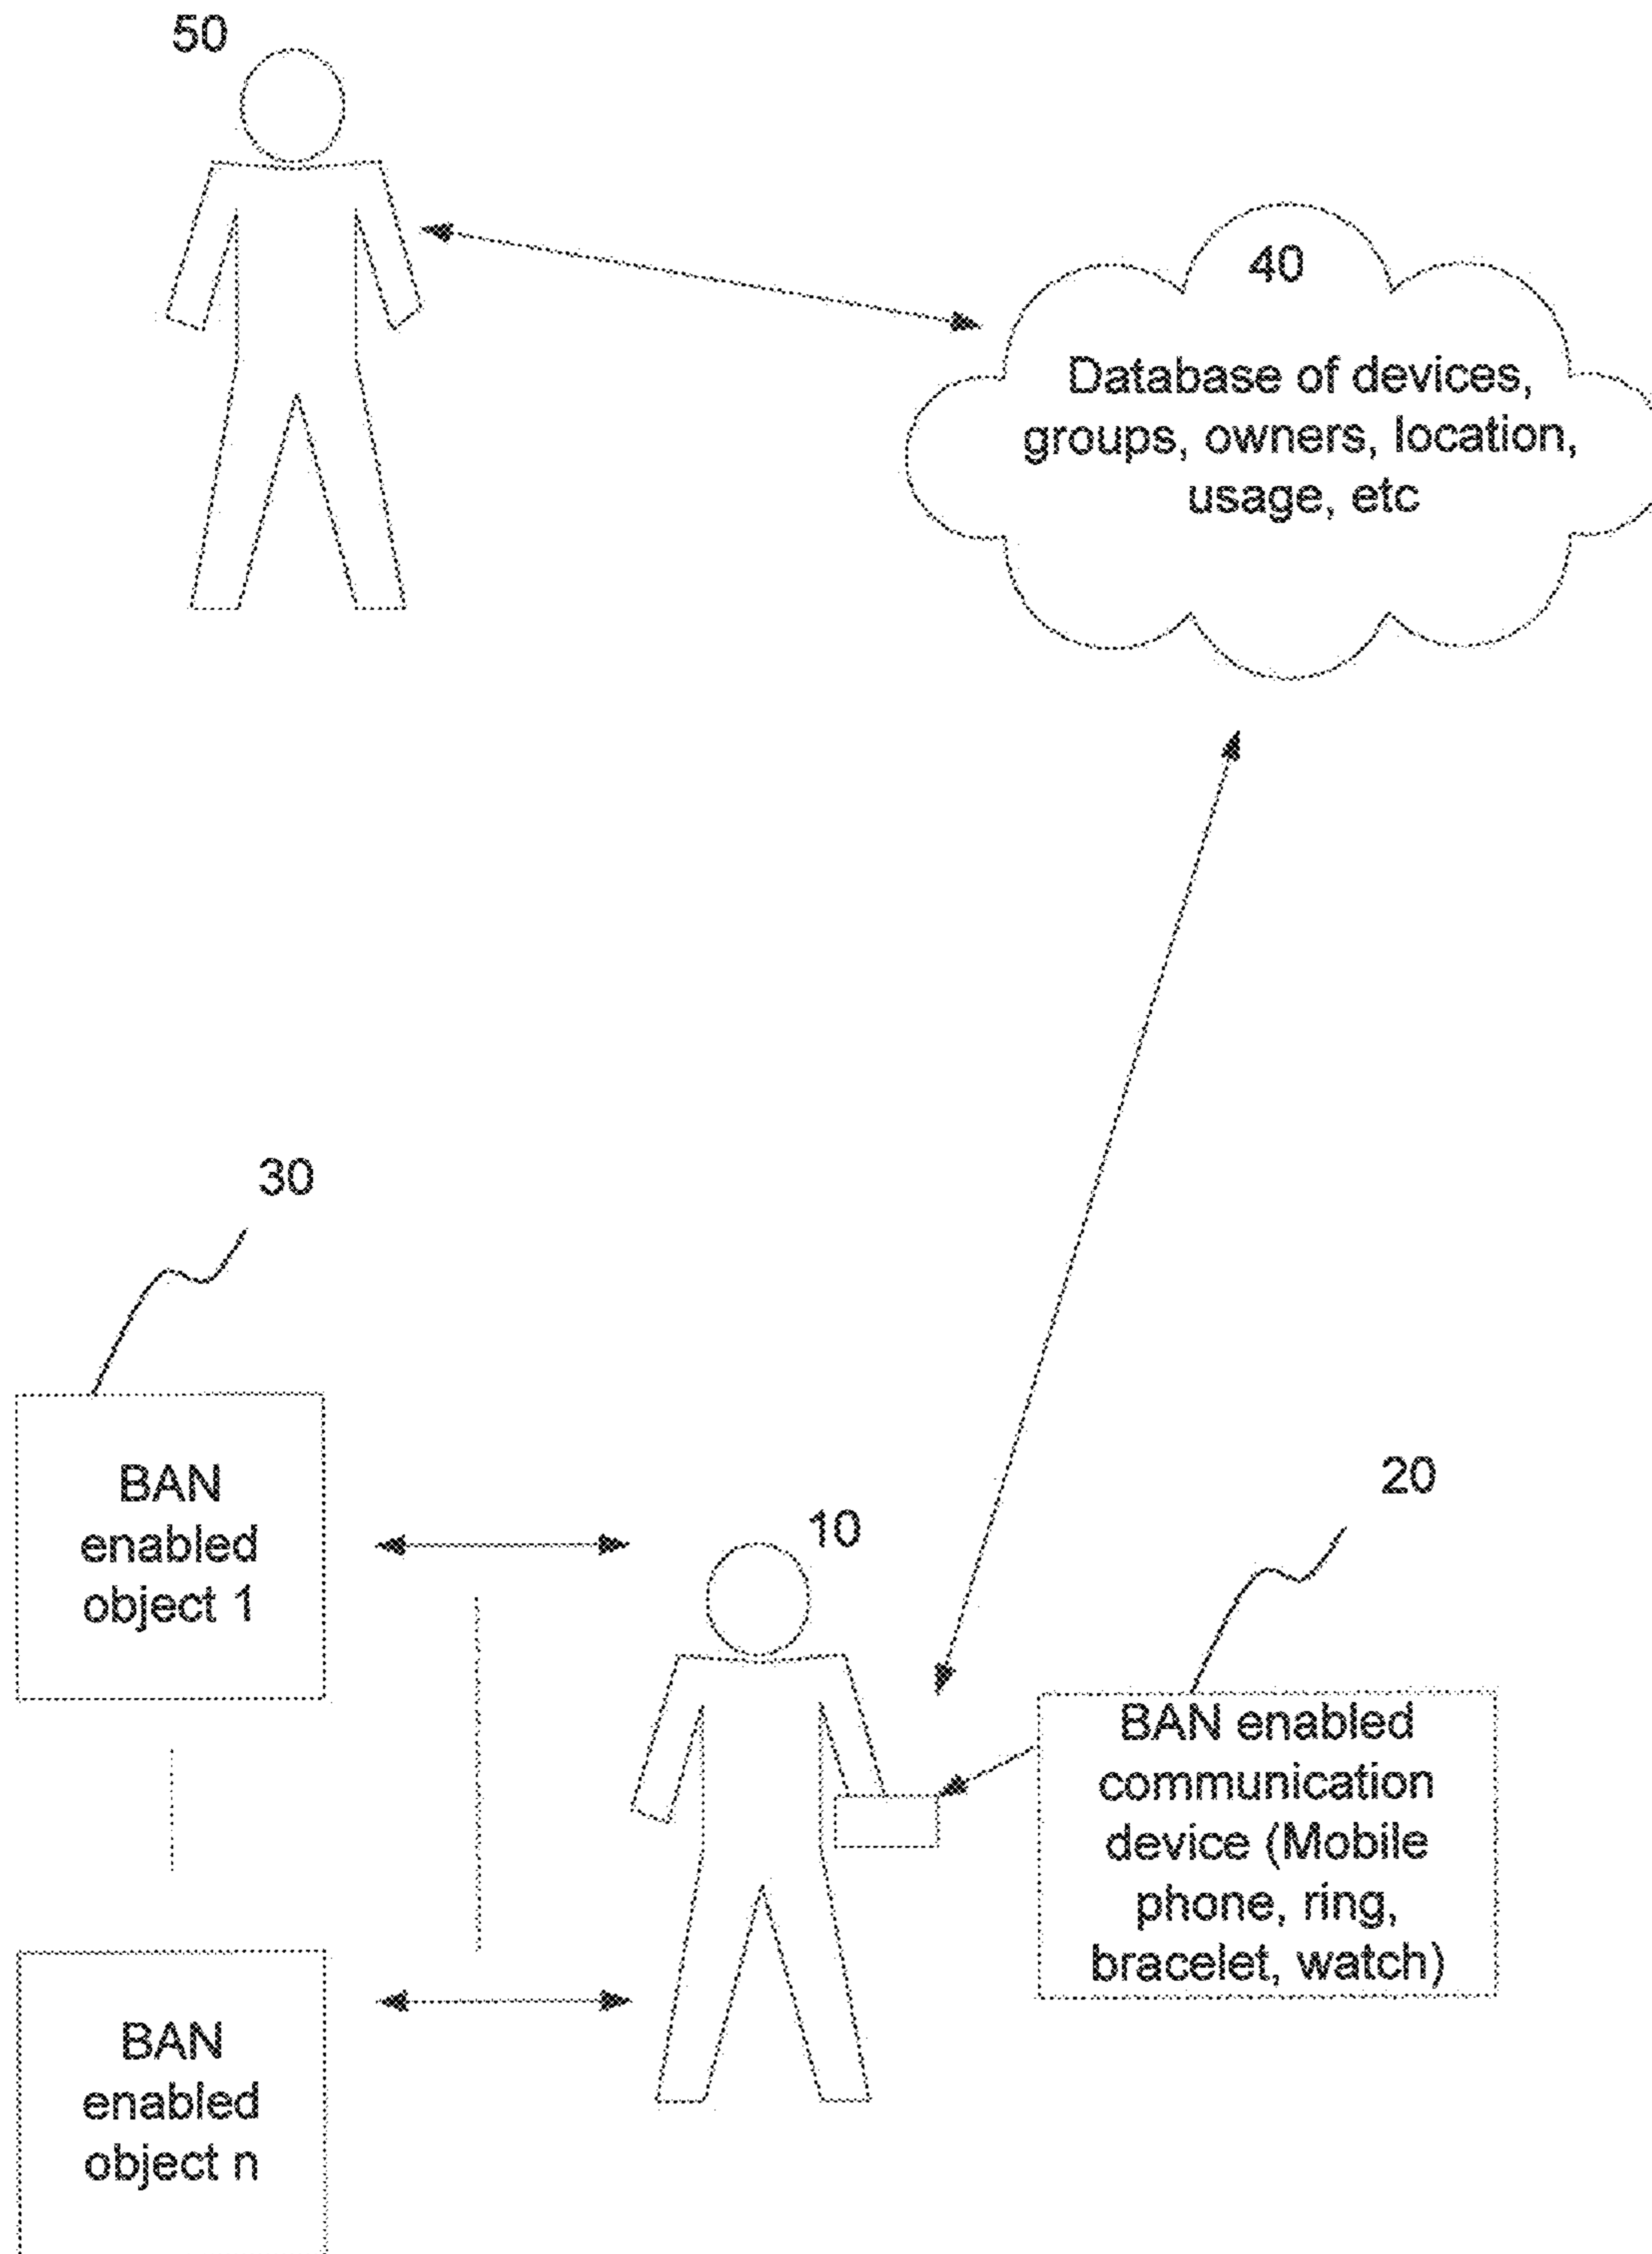 50
40
Database of devices,
groups, owners, location,
usage, etc
30
BAN
enabled
object 1
10
20
BAN enabled
communication
device (Mobile
phone, ring,
bracelet, watch)
BAN
enabled
object n